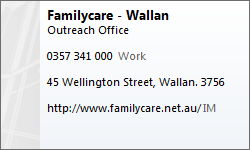 Familycare - Wallan
Outreach Office
0357 341 000 Work
45 Wellington Street, Wallan. 3756
http://www.familycare.net.au/ IM